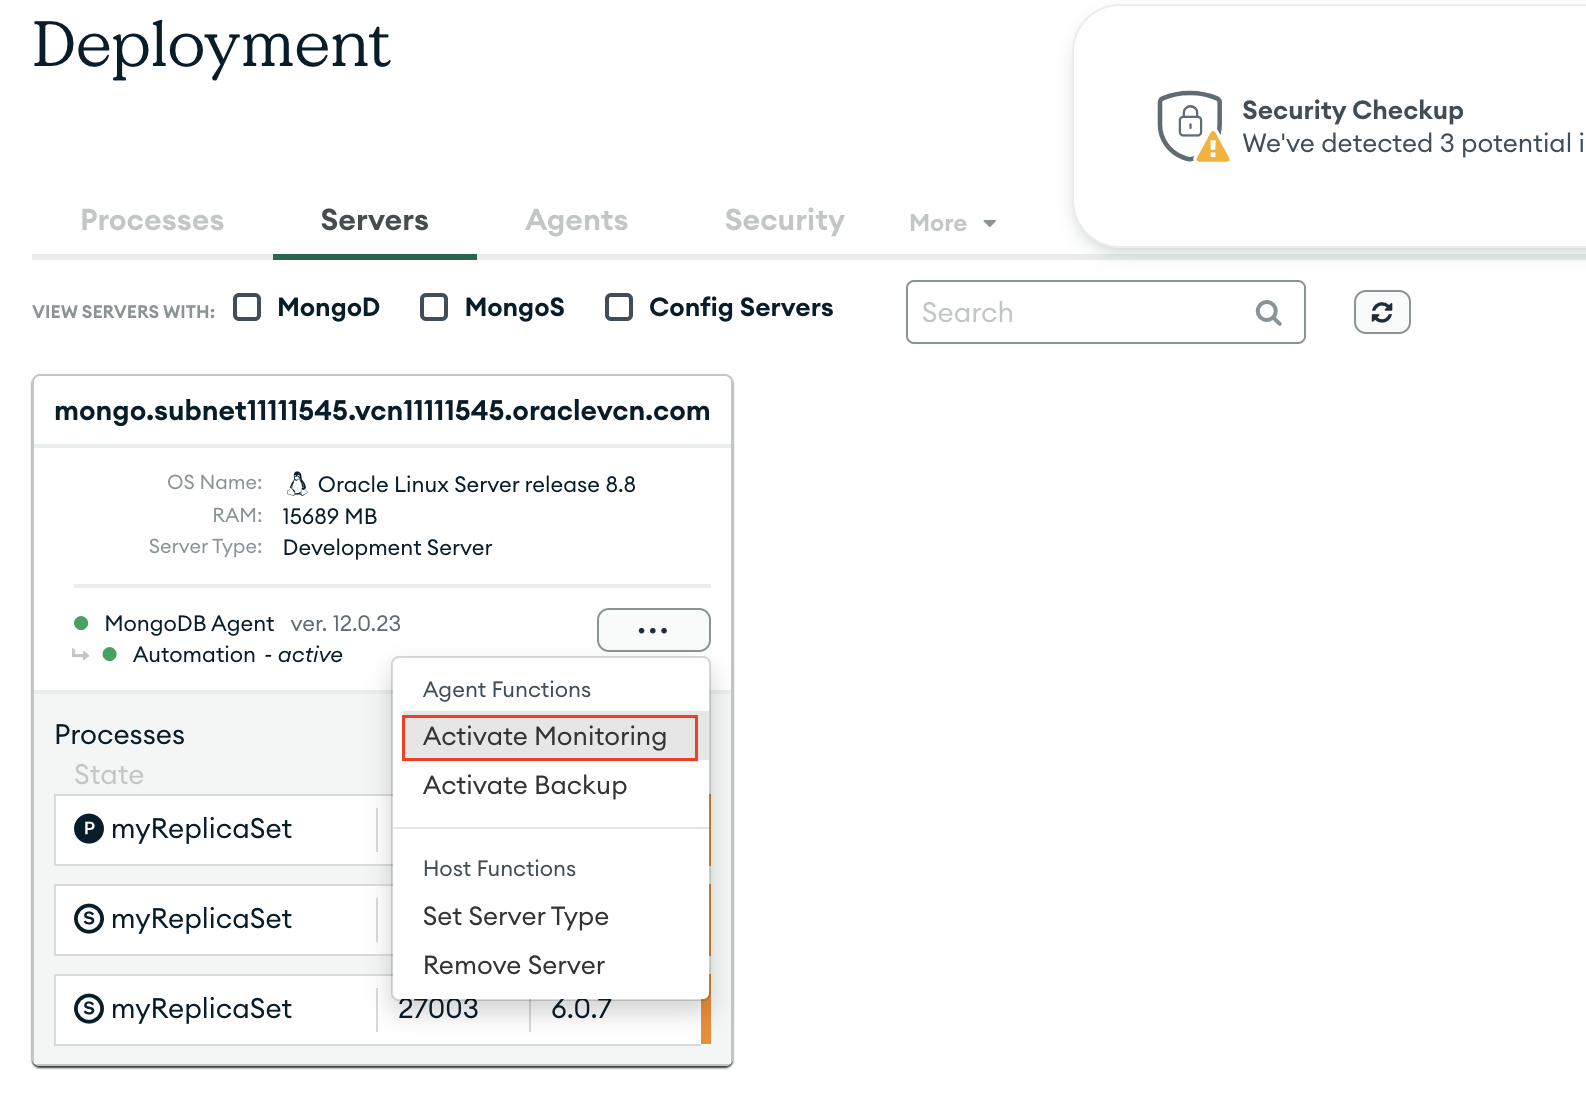 Deployment
Security Checkup
We've detected 3 potential i
Processes Servers Agents Security More
VIEW SERVERS WITH: MongoD MongoS Config Servers Search
mongo.subnet11111545.vcn11111545.oraclevcn.com
OS Name: Oracle Linux Server release 8.8
RAM: 15689 MB
Server Type: Development Server
MongoDB Agent ver. 12.0.23 ...
Automation - active
Agent Functions
Activate Monitoring
Activate Backup
Host Functions
Set Server Type
Remove Server
Processes
State
P myReplicaSet
S myReplicaSet
S myReplicaSet 27003 6.0.7